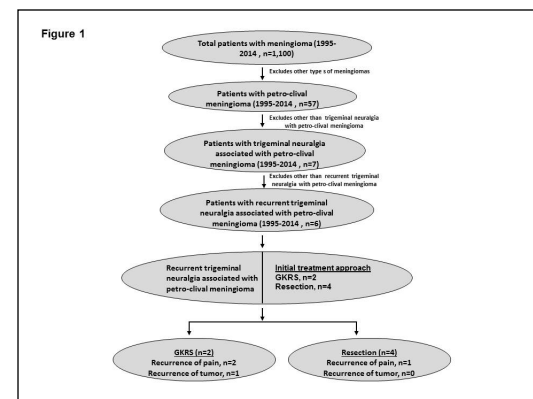 Figure 1
Total patients with meningioma (1995-
2014 , n=1,100)
Excludes other type s of meningiomas
Patients with petro-clival
meningioma (1995-2014 , n=57)
Excludes other than trigeminal neuralgia
with petro-clival meningioma
Patients with trigeminal neuralgia
associated with petro-clival
meningioma (1995-2014 , n=7)
Excludes other than recurrent trigeminal
neuralgia with petro-clival meningioma
Patients with recurrent trigeminal
neuralgia associated with petro-clival
meningioma (1995-2014 , n=6)
Recurrent trigeminal
neuralgia associated with
petro-clival meningioma
Initial treatment approach
GKRS, n=2
Resection, n=4
GKRS (n=2)
Recurrence of pain, n=2
Recurrence of tumor, n=1
Resection (n=4)
Recurrence of pain, n=1
Recurrence of tumor, n=0